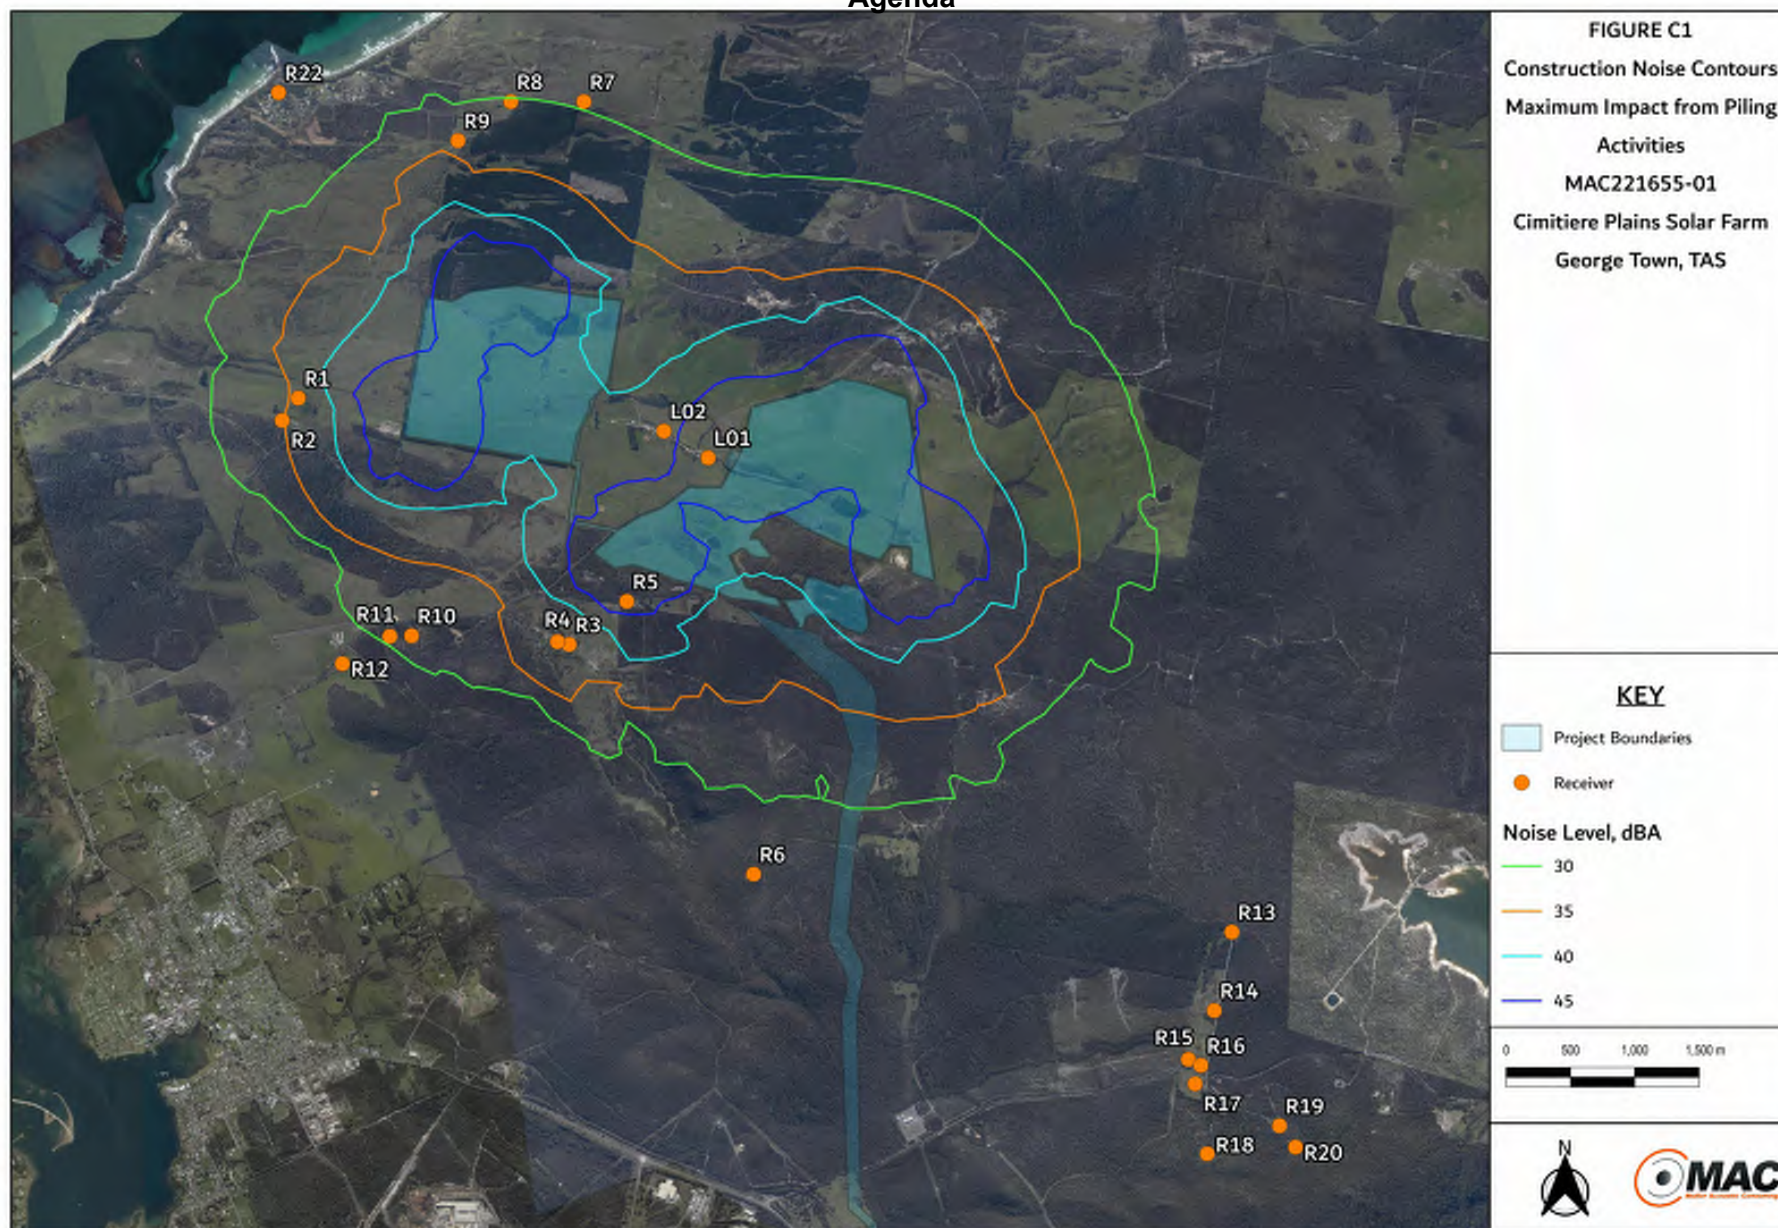 Agenda
FIGURE C1
Construction Noise Contours
Maximum Impact from Piling
Activities
MAC221655-01
Cimitiere Plains Solar Farm
George Town, TAS
R22
R8
R7
R9
R1
R2
L02
L01
R5
R4
R3
R11
R10
R12
R6
R13
R14
R15
R16
R17
R19
R18
R20
KEY
Project Boundaries
Receiver
Noise Level, dBA
30
35
40
45
0 500 1,000 1,500 m
N
MAC